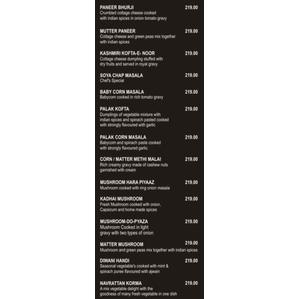 PANEER BHURJI 219.00
Crumbled cottage cheese cooked
with indian spices in onion tomato gravy
MUTTER PANEER 219.00
Cottage cheese and green peas mix together
with indian spices
KASHMIRI KOFTA-E- NOOR 219.00
Cottage cheese dumpling stuffed with
dry fruits and served in royal gravy
SOYA CHAP MASALA 219.00
Chef's Special
BABY CORN MASALA 219.00
Babycorn cooked in rich tomato gravy
PALAK KOFTA 219.00
Dumplings of vegetable mixture with
indian spices and spinach pasted cooked
with strongly flavoured with garlic
PALAK CORN MASALA 219.00
Babycorn and spinach paste cooked
with strongly flavoured with garlic.
CORN / MATTER METHI MALAI 219.00
Rich creamy gravy made of cashew nuts
garnished with cream
MUSHROOM HARA PIYAAZ 219.00
Mushroom cooked with ring onion masala
KADHAI MUSHROOM 219.00
Fresh Mushroom cooked with onion,
Capsicum and home made spices
MUSHROOM-DO-PYAZA 219.00
Mushroom Cooked in light
gravy with two types of onion
MATTER MUSHROOM 219.00
Mushroom and green peas mix together with indian spices
DIWANI HANDI 219.00
Seasonal vegetable's cooked with mint &
spinach puree flavoured with ajwain
NAVRATTAN KORMA 219.00
A mix vegetable delight with the
goodness of many fresh vegetable in one dish